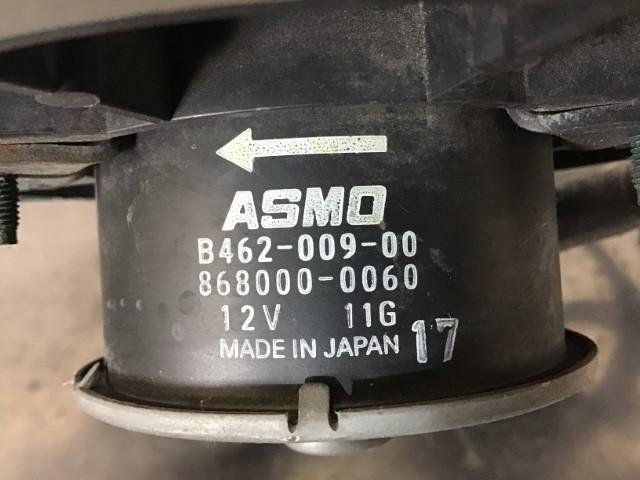 ASMO
B462-009-00
868000-0060
12V 11G
MADE IN JAPAN 17